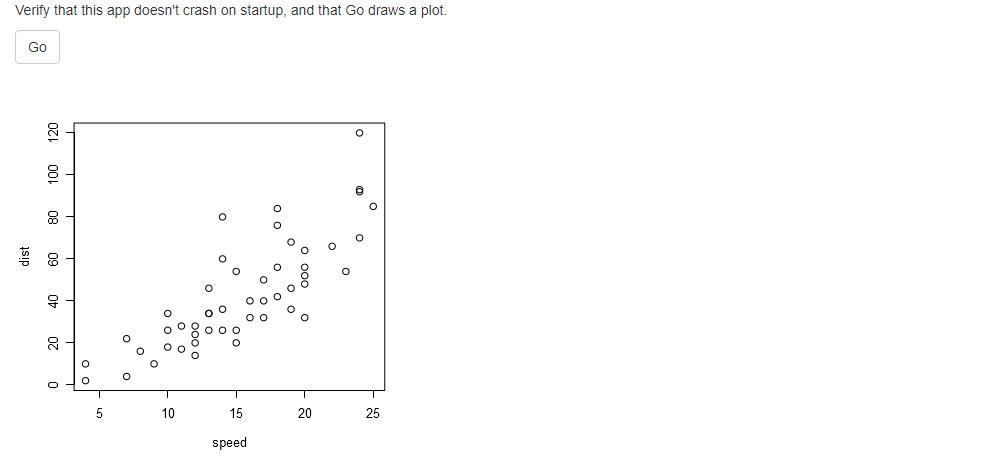 Verify that this app doesn't crash on startup, and that Go draws a plot.
Go
120
100
80
60
40
20
0
dist
5 10 15 20 25
speed